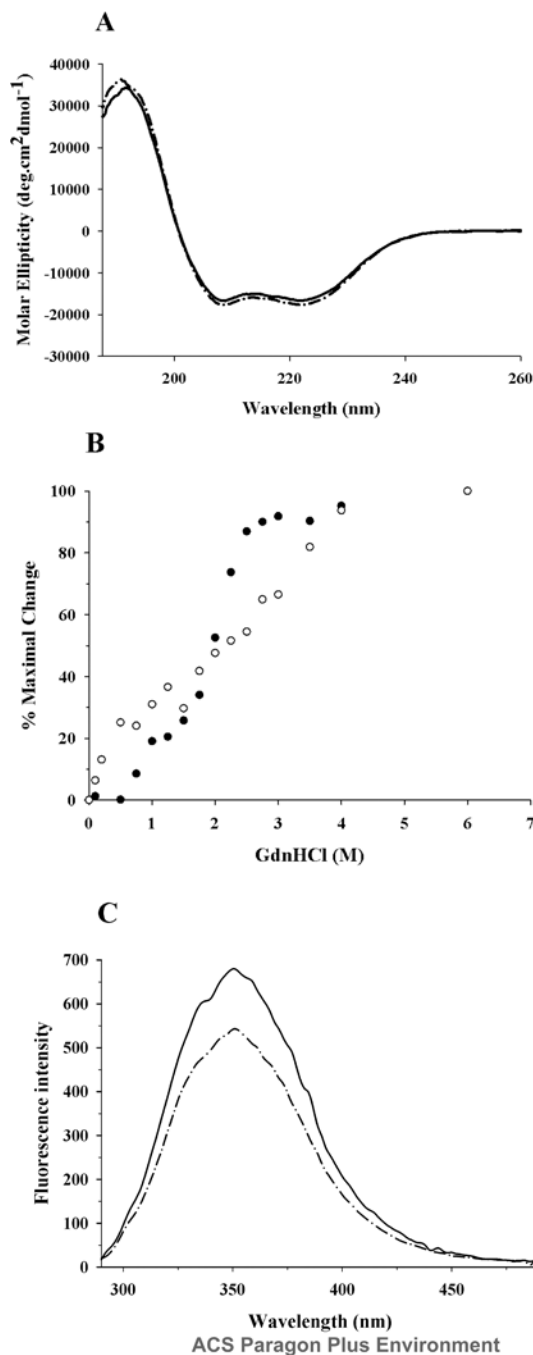 A
40000
30000
20000
10000
0
-10000
-20000
-30000
Molar Ellipticity (deg.cm²dmol⁻¹)
200 220 240 260
Wavelength (nm)
B
100
80
60
40
20
0
% Maximal Change
0 1 2 3 4 5 6 7
GdnHCl (M)
C
700
600
500
400
300
200
100
0
Fluorescence intensity
300 350 400 450
Wavelength (nm)
ACS Paragon Plus Environment